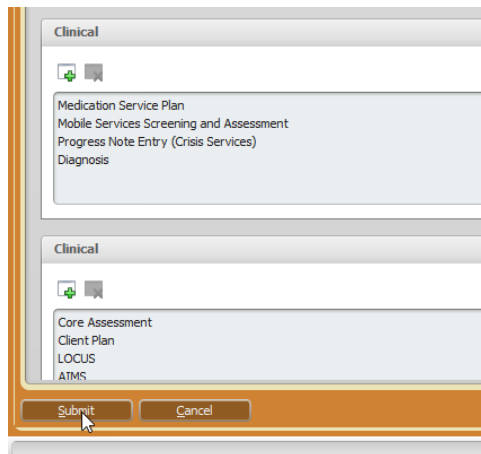 Clinical
Medication Service Plan
Mobile Services Screening and Assessment
Progress Note Entry (Crisis Services)
Diagnosis
Clinical
Core Assessment
Client Plan
LOCUS
AIMS
Submit Cancel